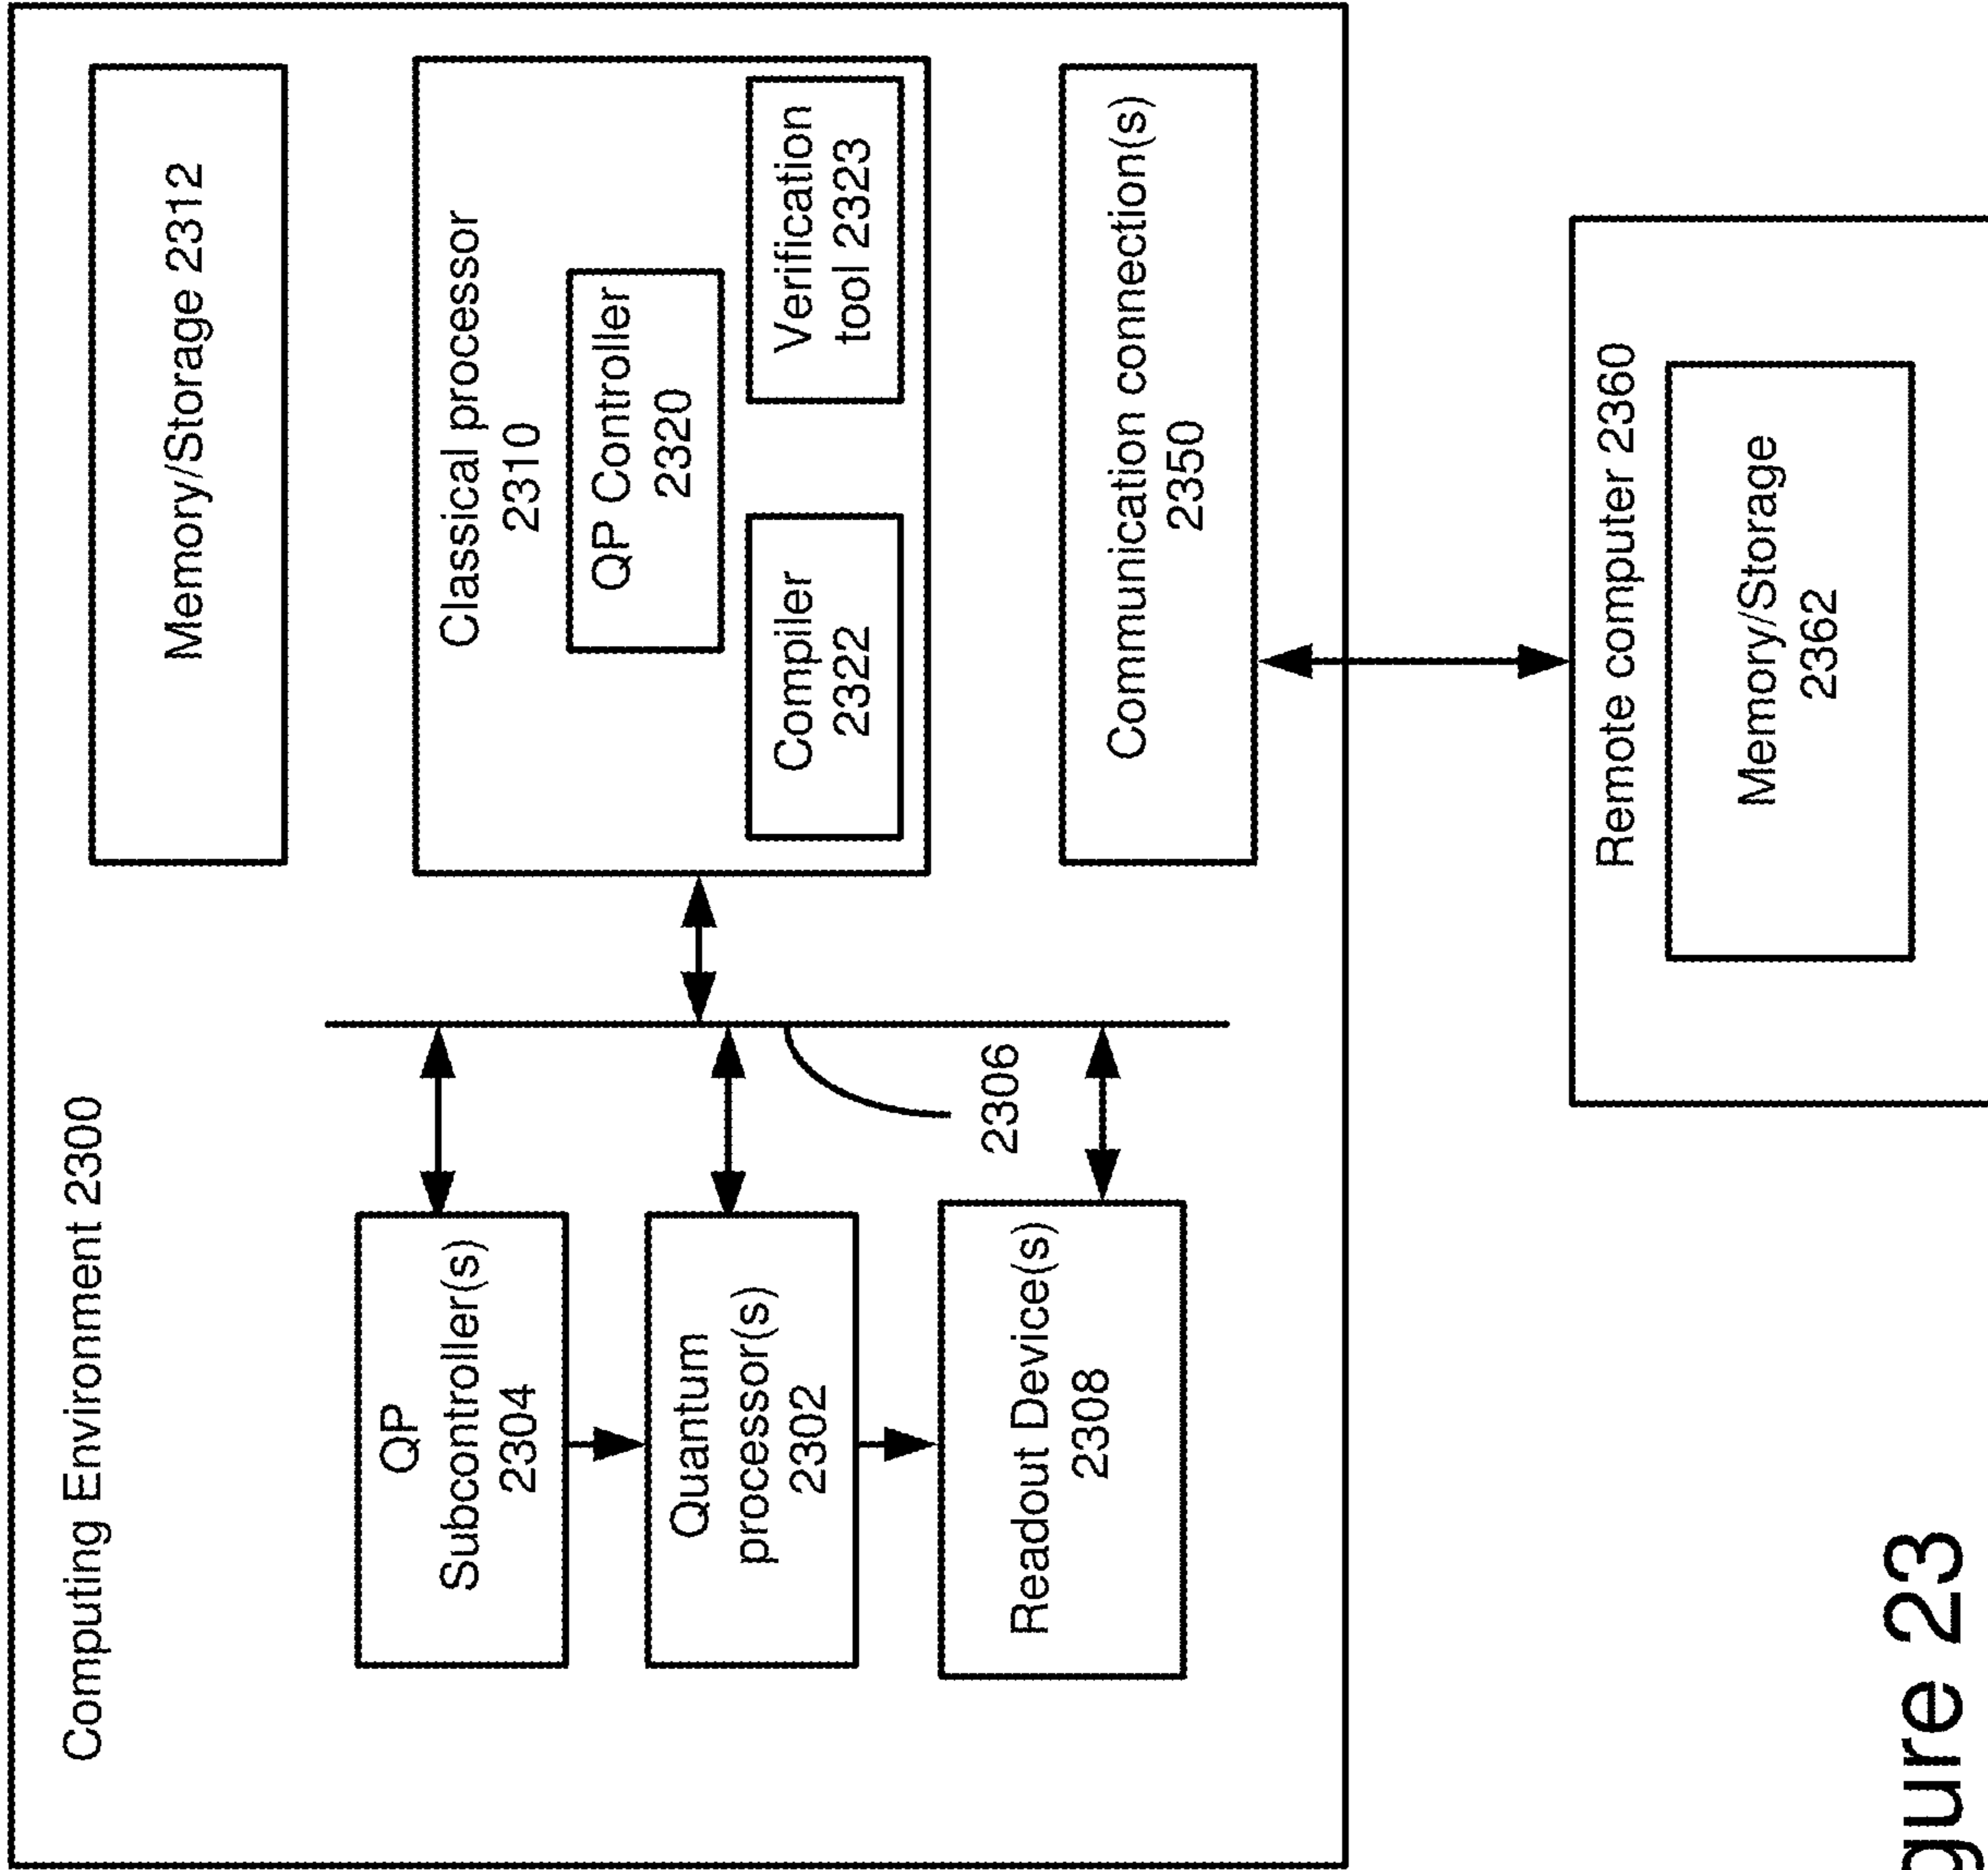 Computing Environment 2300
QP
Subcontroller(s)
2304
Quantum
processor(s)
2302
Readout Device(s)
2308
2306
Memory/Storage 2312
Classical processor
2310
QP Controller
2320
Compiler
2322
Verification
tool 2323
Communication connection(s)
2350
Remote computer 2360
Memory/Storage
2362
gure 23